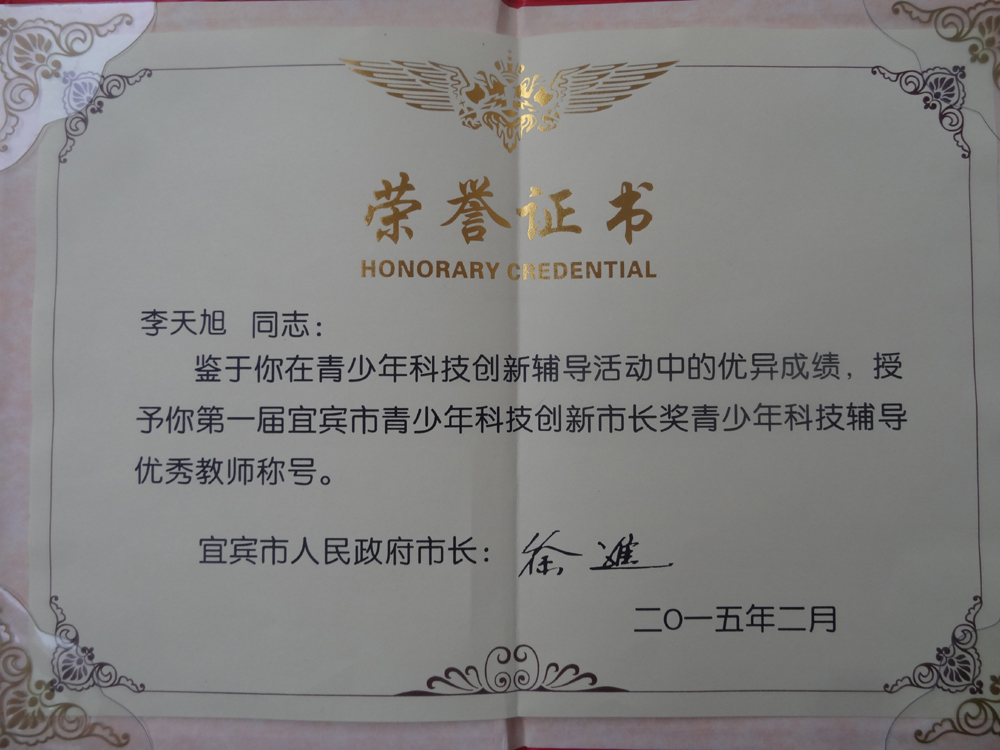 荣誉证书
HONORARY CREDENTIAL
李天旭 同志：
鉴于你在青少年科技创新辅导活动中的优异成绩，授
予你第一届宜宾市青少年科技创新市长奖青少年科技辅导
优秀教师称号。
宜宾市人民政府市长：徐進
二〇一五年二月